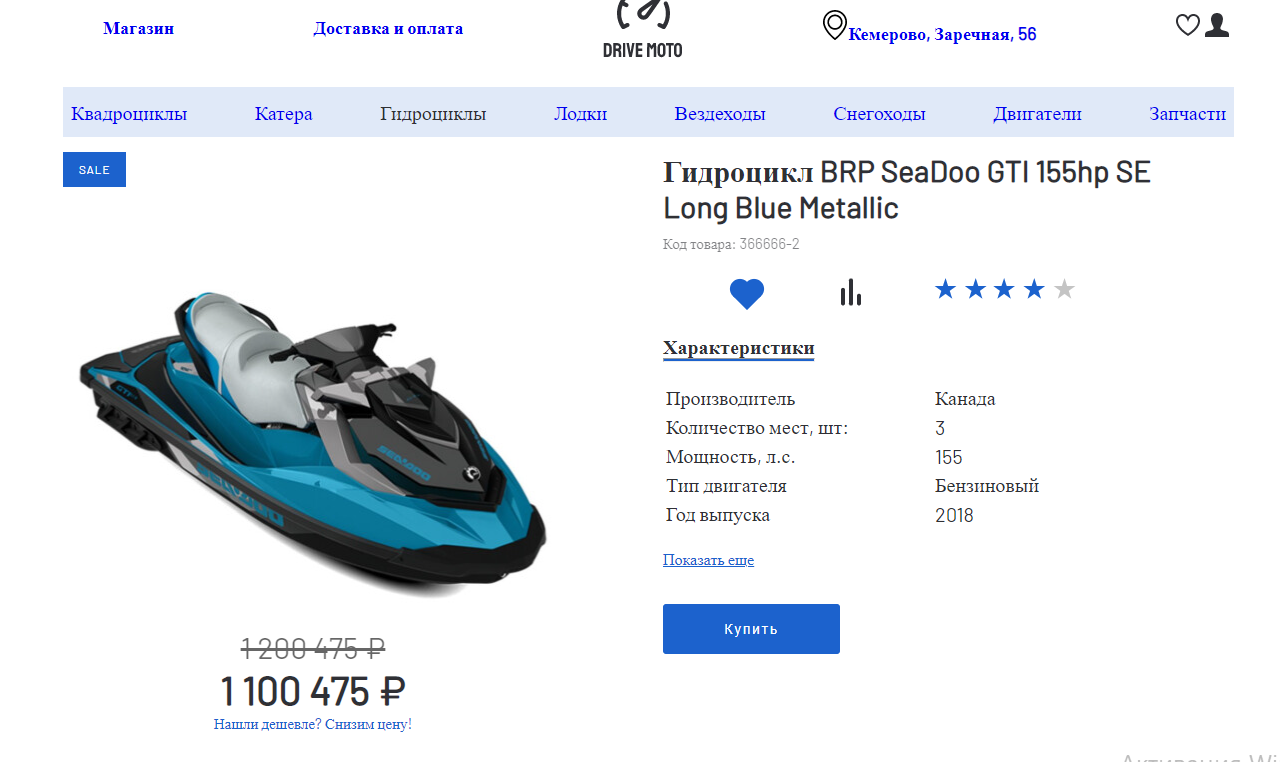 Магазин
Доставка и оплата
DRIVE MOTO
Кемерово, Заречная, 56
Квадроциклы
Катера
Гидроциклы
Лодки
Вездеходы
Снегоходы
Двигатели
Запчасти
SALE
Гидроцикл BRP SeaDoo GTI 155hp SE
Long Blue Metallic
Код товара: 366666-2
Характеристики
Производитель Канада
Количество мест, шт: 3
Мощность, л.с. 155
Тип двигателя Бензиновый
Год выпуска 2018
Показать еще
Купить
SEADOO
1 200 475 ₽
1 100 475 ₽
Нашли дешевле? Снизим цену!